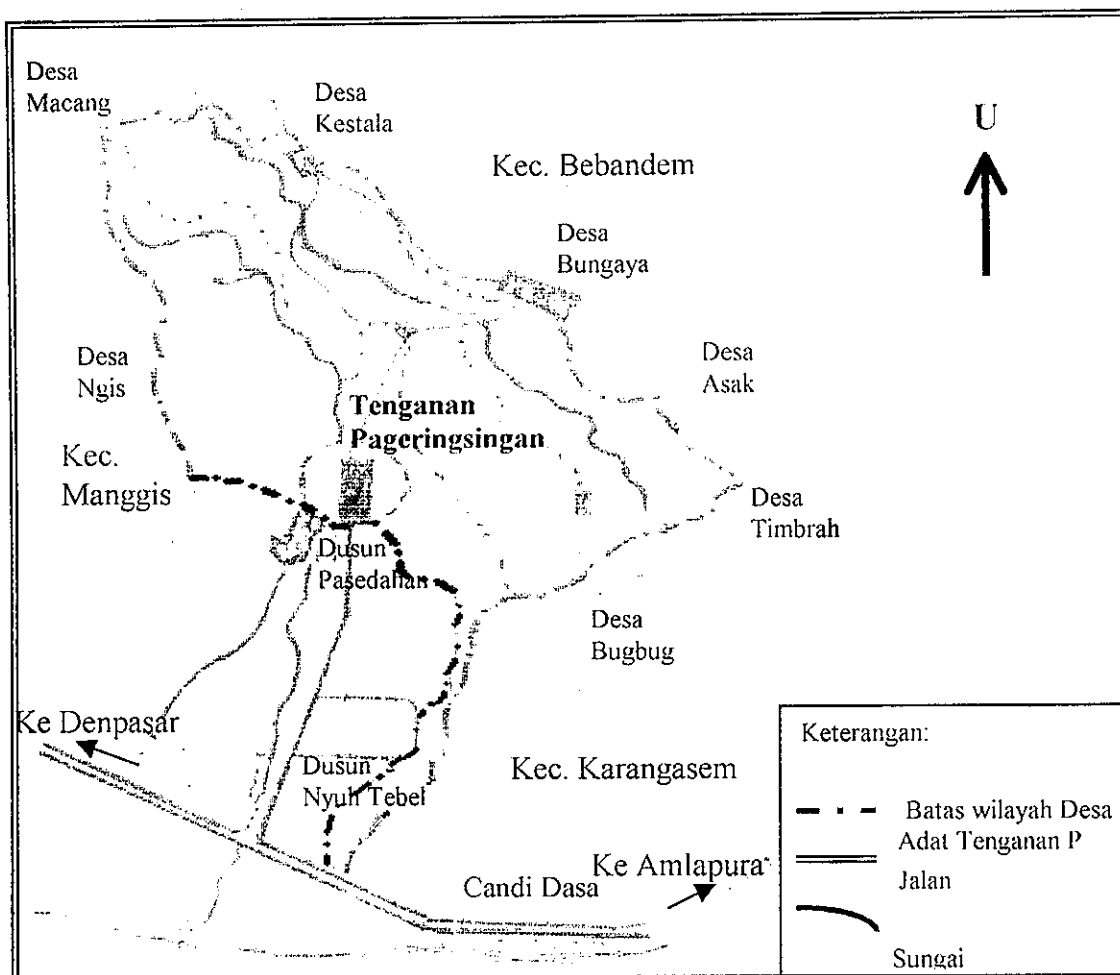 Desa
Macang
Desa
Kestala
U
Kec. Bebandem
Desa
Bungaya
Desa
Ngis
Desa
Asak
Tenganan
Pageringsingan
Kec.
Manggis
Desa
Timbrah
Dusun
Pasedahan
Desa
Bugbug
Ke Denpasar
Keterangan:
Dusun
Nyuh Tebel
Kec. Karangasem
Batas wilayah Desa
Adat Tenganan P
Ke Amlapura
Candi Dasa
Jalan
Sungai